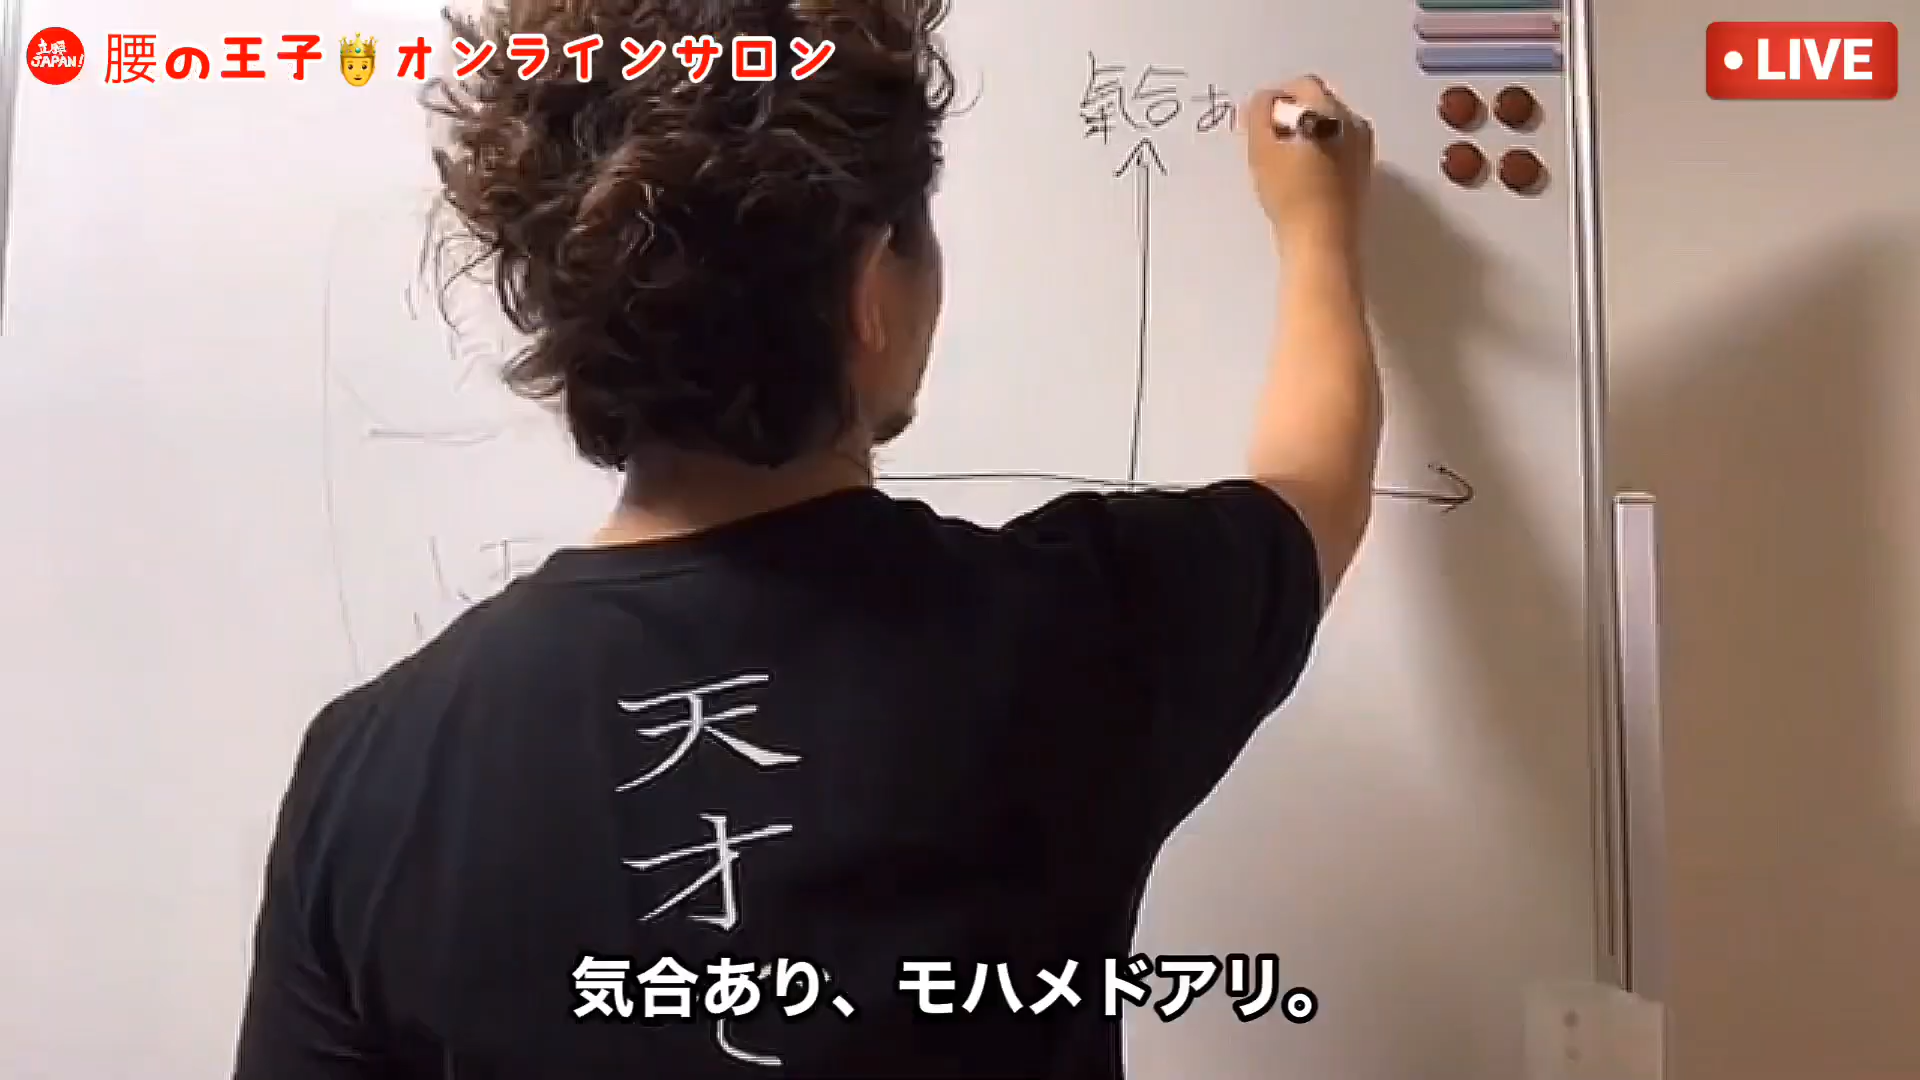 立腰
JAPAN!
腰の王子🤴オンラインサロン
• LIVE
気合あ
天才
気合あり、モハメドアリ。